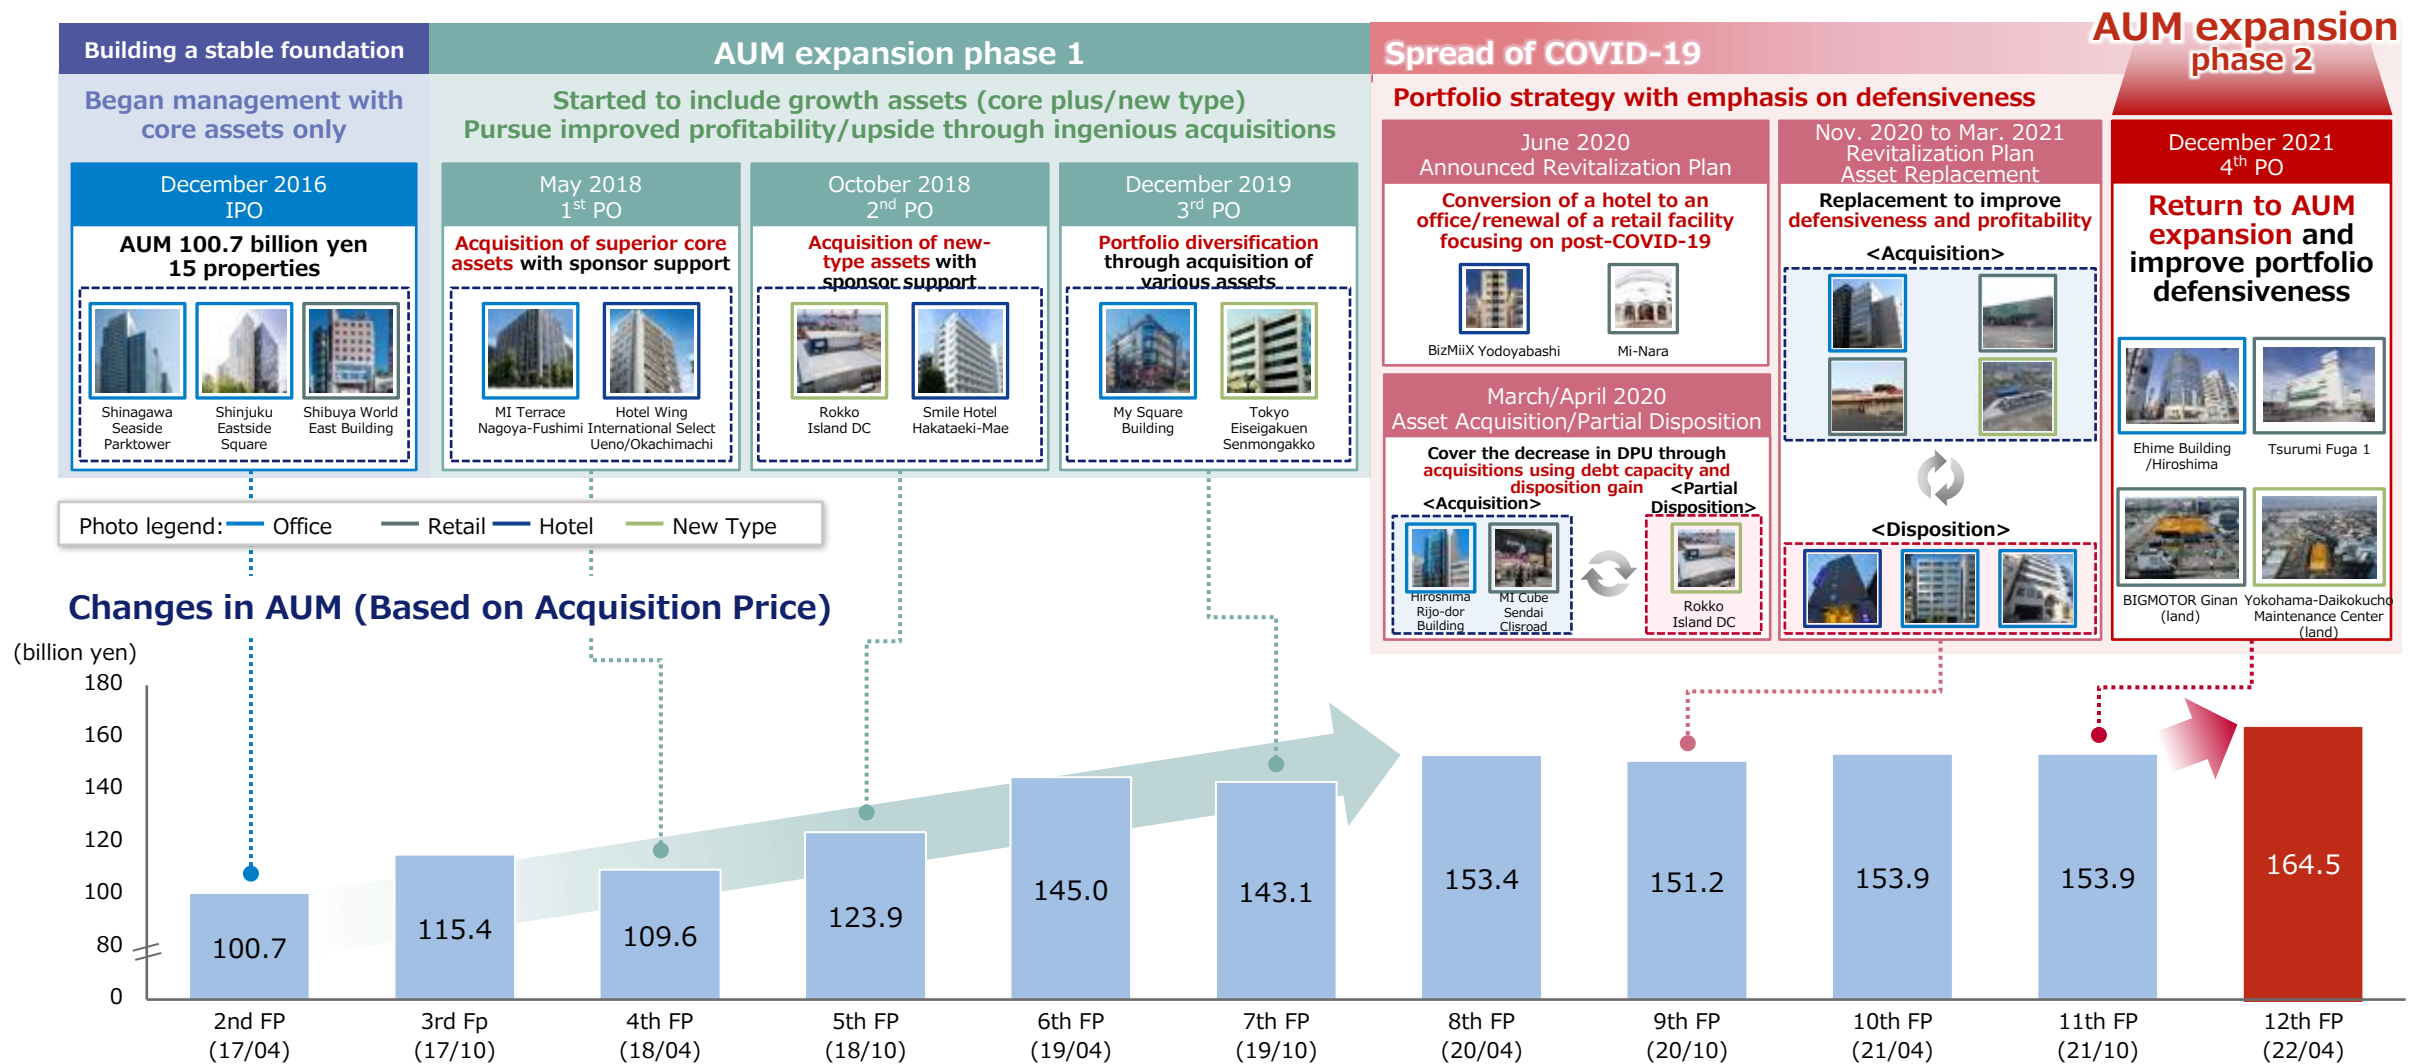 Building a stable foundation
AUM expansion phase 1
Spread of COVID-19
AUM expansion
phase 2
Began management with
core assets only
Started to include growth assets (core plus/new type)
Pursue improved profitability/upside through ingenious acquisitions
Portfolio strategy with emphasis on defensiveness
December 2016
IPO
AUM 100.7 billion yen
15 properties
Shinagawa
Seaside
Parktower
Shinjuku
Eastside
Square
Shibuya World
East Building
May 2018
1st PO
Acquisition of superior core
assets with sponsor support
MI Terrace
Nagoya-Fushimi
Hotel Wing
International Select
Ueno/Okachimachi
October 2018
2nd PO
Acquisition of new-
type assets with
sponsor support
Rokko
Island DC
Smile Hotel
Hakataeki-Mae
December 2019
3rd PO
Portfolio diversification
through acquisition of
various assets
My Square
Building
Tokyo
Eiseigakuen
Senmongakko
June 2020
Announced Revitalization Plan
Conversion of a hotel to an
office/renewal of a retail facility
focusing on post-COVID-19
BizMiiX Yodoyabashi
Mi-Nara
March/April 2020
Asset Acquisition/Partial Disposition
Cover the decrease in DPU through
acquisitions using debt capacity and
disposition gain
<Acquisition>
<Partial
Disposition>
Hiroshima
Rijo-dor
Building
MI Cube
Sendai
Clisroad
Rokko
Island DC
Nov. 2020 to Mar. 2021
Revitalization Plan
Asset Replacement
Replacement to improve
defensiveness and profitability
<Acquisition>
<Disposition>
December 2021
4th PO
Return to AUM
expansion and
improve portfolio
defensiveness
Ehime Building
/Hiroshima
Tsurumi Fuga 1
BIGMOTOR Ginan
(land)
Yokohama-Daikokucho
Maintenance Center
(land)
Photo legend: Office Retail Hotel New Type
Changes in AUM (Based on Acquisition Price)
(billion yen)
180
160
140
120
100
80
0
100.7
115.4
109.6
123.9
145.0
143.1
153.4
151.2
153.9
153.9
164.5
2nd FP
(17/04)
3rd Fp
(17/10)
4th FP
(18/04)
5th FP
(18/10)
6th FP
(19/04)
7th FP
(19/10)
8th FP
(20/04)
9th FP
(20/10)
10th FP
(21/04)
11th FP
(21/10)
12th FP
(22/04)